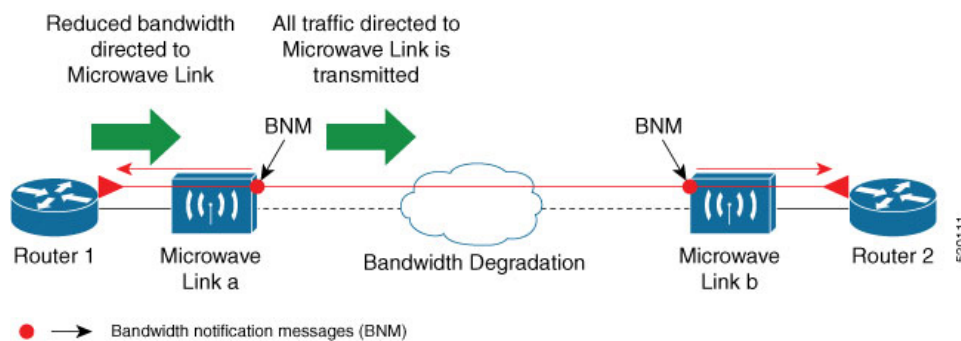 Reduced bandwidth
directed to
Microwave Link
All traffic directed to
Microwave Link is
transmitted
BNM
BNM
Router 1
Microwave
Link a
Bandwidth Degradation
Microwave
Link b
Router 2
Bandwidth notification messages (BNM)